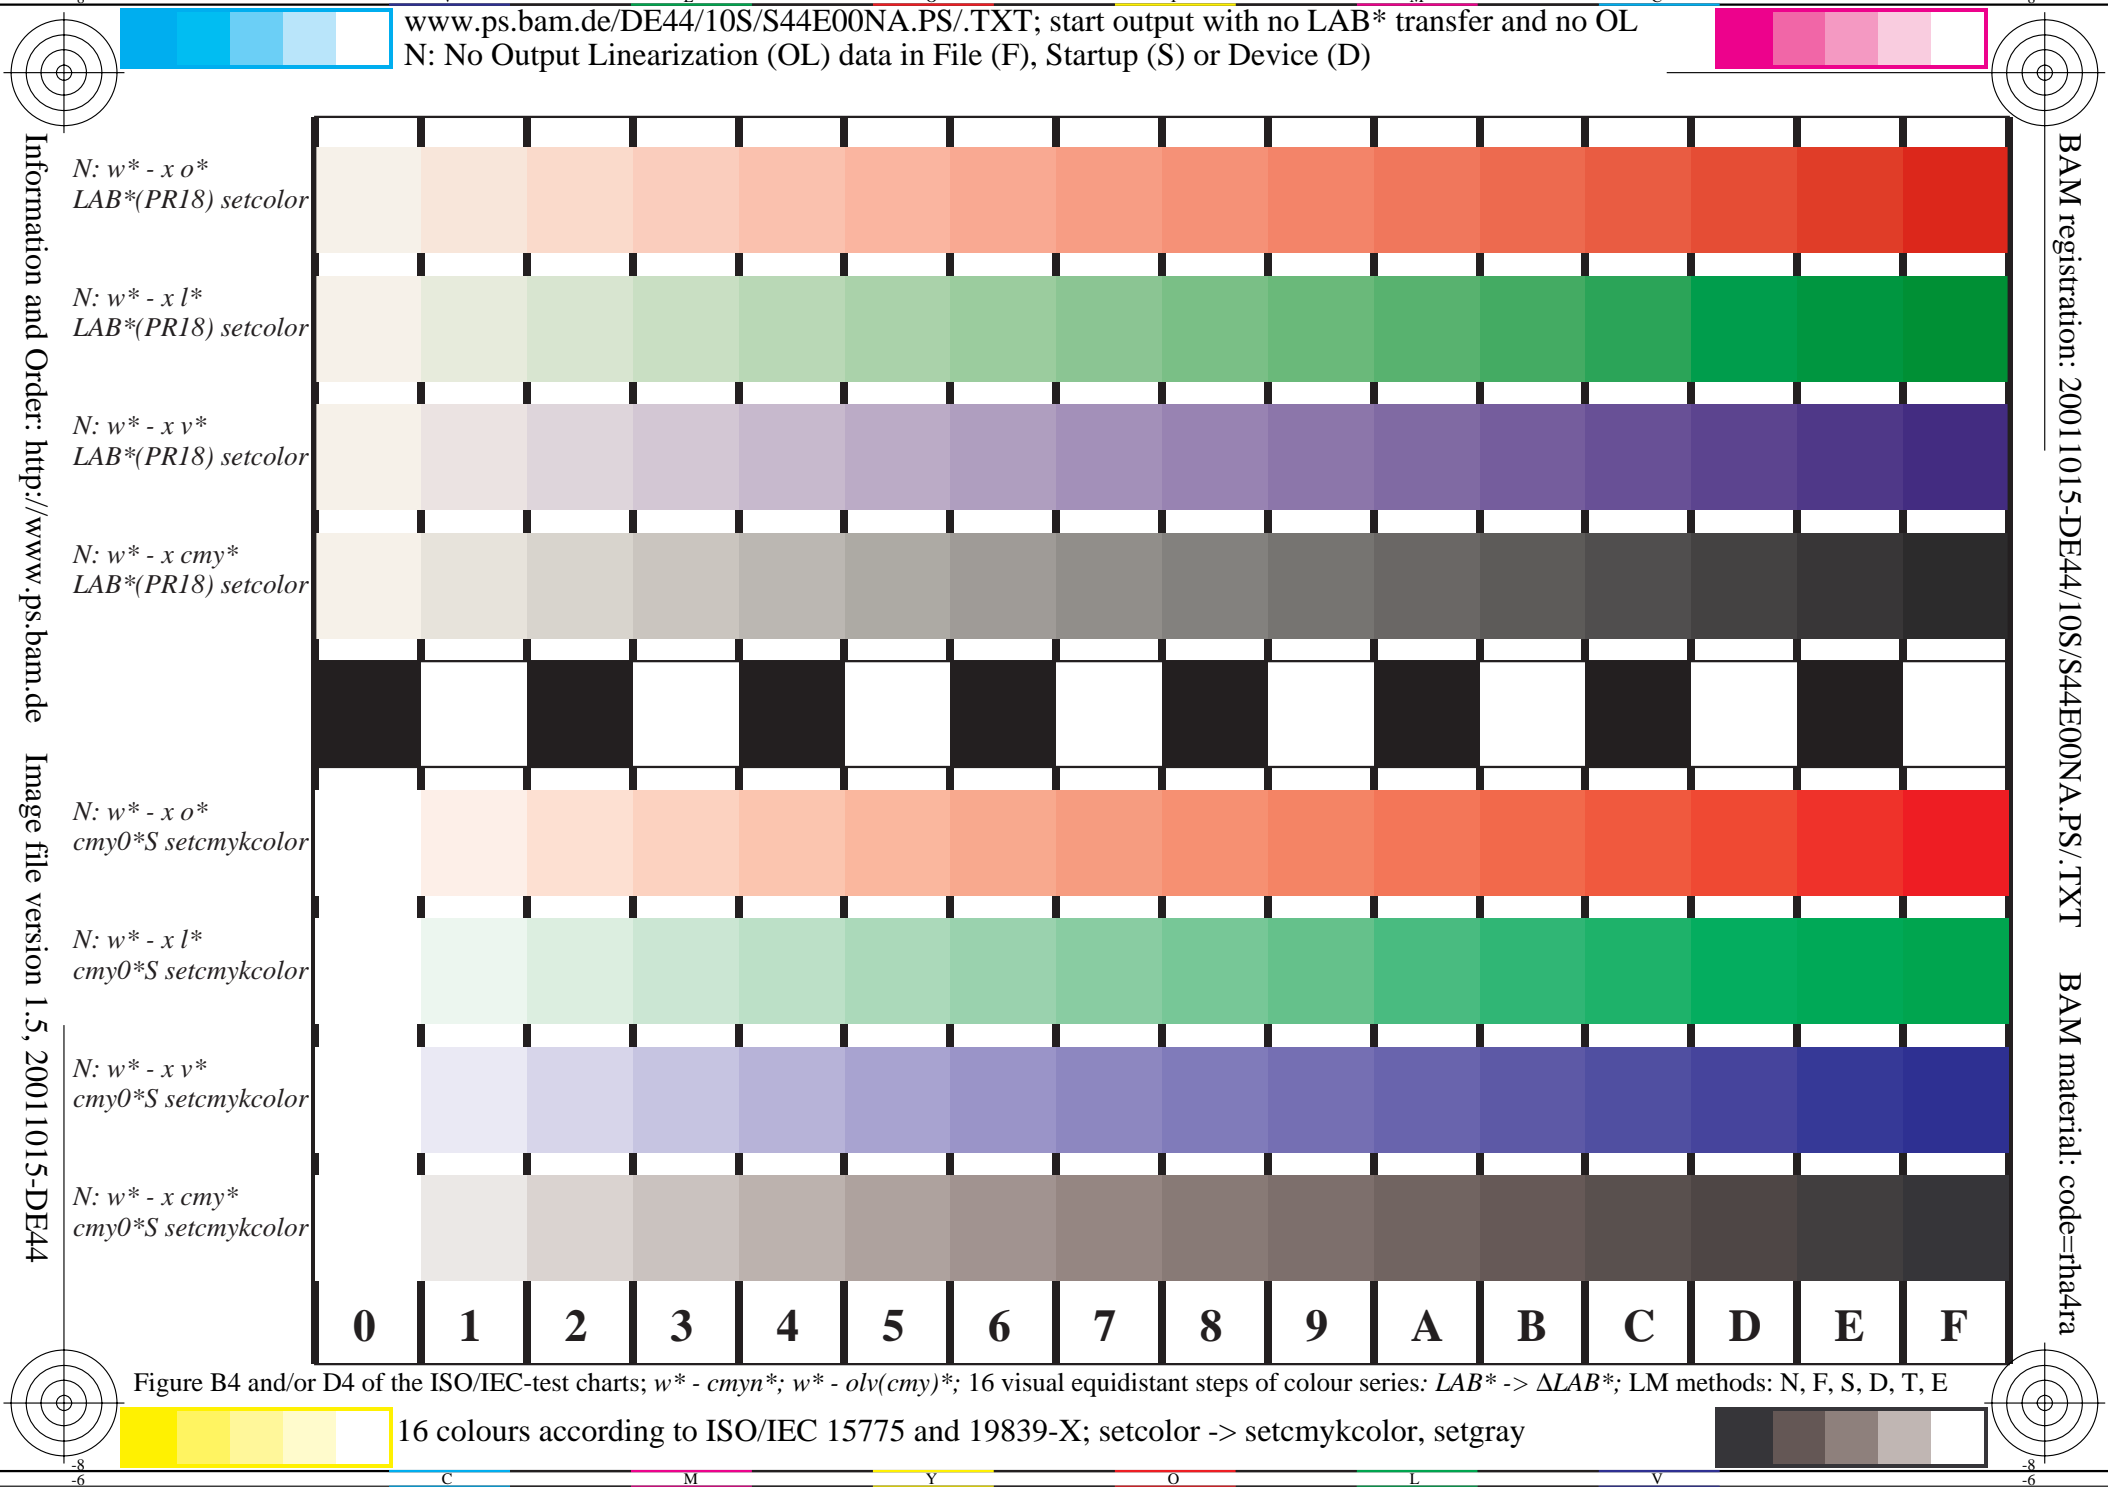 www.ps.bam.de/DE44/10S/S44E00NA.PS/.TXT; start output with no LAB* transfer and no OL
N: No Output Linearization (OL) data in File (F), Startup (S) or Device (D)
Information and Order: http://www.ps.bam.de Image file version 1.5, 20011015-DE44
BAM registration: 20011015-DE44/10S/S44E00NA.PS/.TXT BAM material: code=rha4ra
N: w* - x o*
LAB*(PR18) setcolor
N: w* - x l*
LAB*(PR18) setcolor
N: w* - x v*
LAB*(PR18) setcolor
N: w* - x cmy*
LAB*(PR18) setcolor
N: w* - x o*
cmy0*S setcmykcolor
N: w* - x l*
cmy0*S setcmykcolor
N: w* - x v*
cmy0*S setcmykcolor
N: w* - x cmy*
cmy0*S setcmykcolor
0 1 2 3 4 5 6 7 8 9 A B C D E F
Figure B4 and/or D4 of the ISO/IEC-test charts; w* - cmyn*; w* - olv(cmy)*; 16 visual equidistant steps of colour series: LAB* -> ΔLAB*; LM methods: N, F, S, D, T, E
16 colours according to ISO/IEC 15775 and 19839-X; setcolor -> setcmykcolor, setgray
-8 -8
-6 C M Y O L V -6